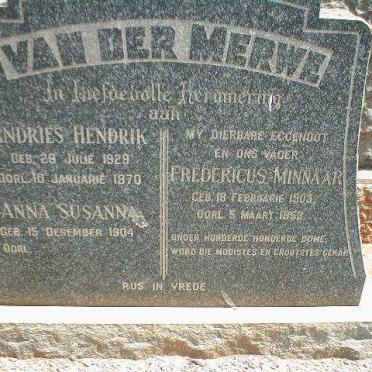 VAN DER MERWE
In Liefdevolle Herinnering
aan
ENDRIES HENDRIK
GEB. 28 JULIE 1929
OORL. 10 JANUARIE 1970
ANNA SUSANNA
GEB. 15 DESEMBER 1904
OORL.
MY DIERBARE EGGENOOT
EN ONS VADER
FREDERICUS MINNAAR
GEB. 18 FEBRUARIE 1903
OORL. 5 MAART 1953
ONDER HONDERDE HONDERDE BOME,
WORD DIE MOOISTES EN GROOTSTES GEKAP
RUS IN VREDE